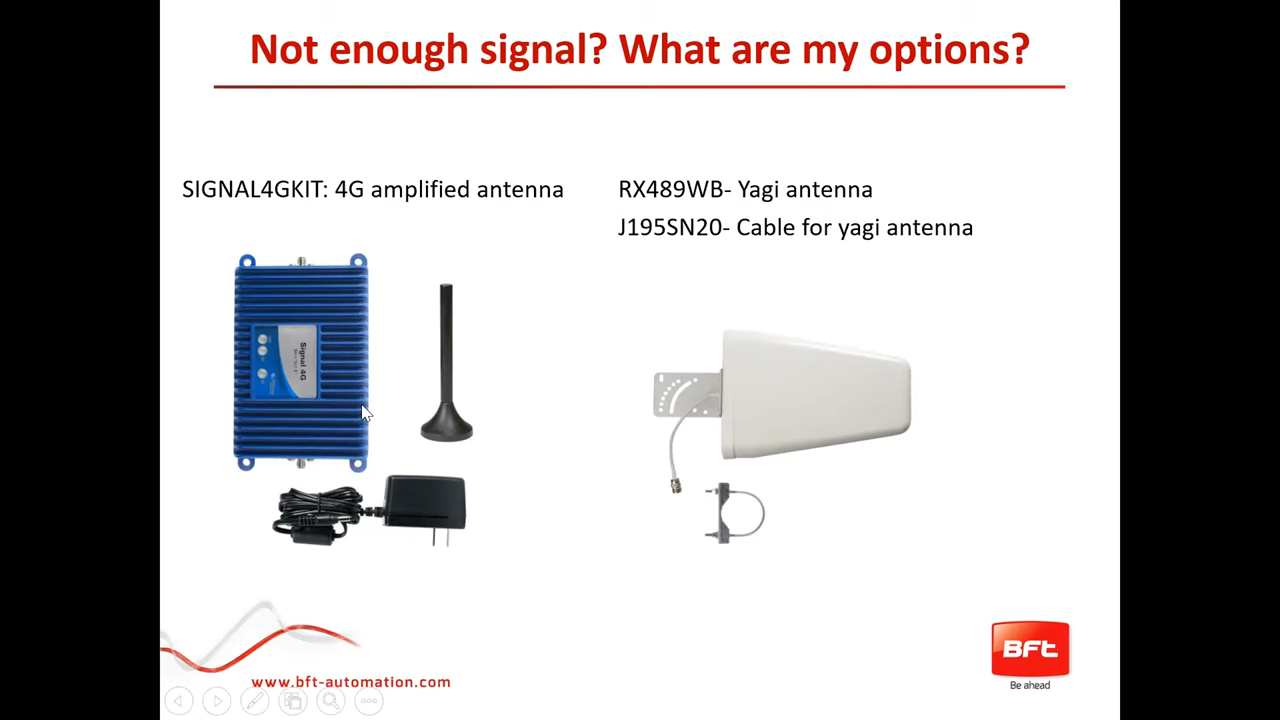 Not enough signal? What are my options?
SIGNAL4GKIT: 4G amplified antenna
RX489WB- Yagi antenna
J195SN20- Cable for yagi antenna
Signal 4G
BFt
Be ahead
www.bft-automation.com